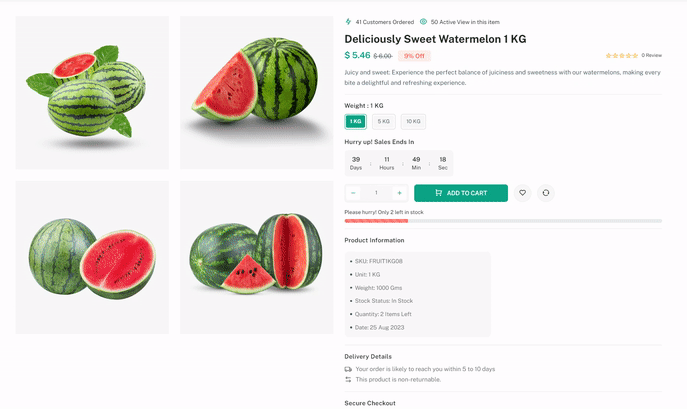 41 Customers Ordered 50 Active View in this item
Deliciously Sweet Watermelon 1 KG
$ 5.46 $ 6.00 9% Off 0 Review
Juicy and sweet: Experience the perfect balance of juiciness and sweetness with our watermelons, making every
bite a delightful and refreshing experience.
Weight : 1 KG
1 KG 5 KG 10 KG
Hurry up! Sales Ends In
39 : 11 : 49 : 18
Days Hours Min Sec
− 1 + ADD TO CART
Please hurry! Only 2 left in stock
Product Information
• SKU: FRUIT1KG08
• Unit: 1 KG
• Weight: 1000 Gms
• Stock Status: In Stock
• Quantity: 2 Items Left
• Date: 25 Aug 2023
Delivery Details
Your order is likely to reach you within 5 to 10 days
This product is non-returnable.
Secure Checkout